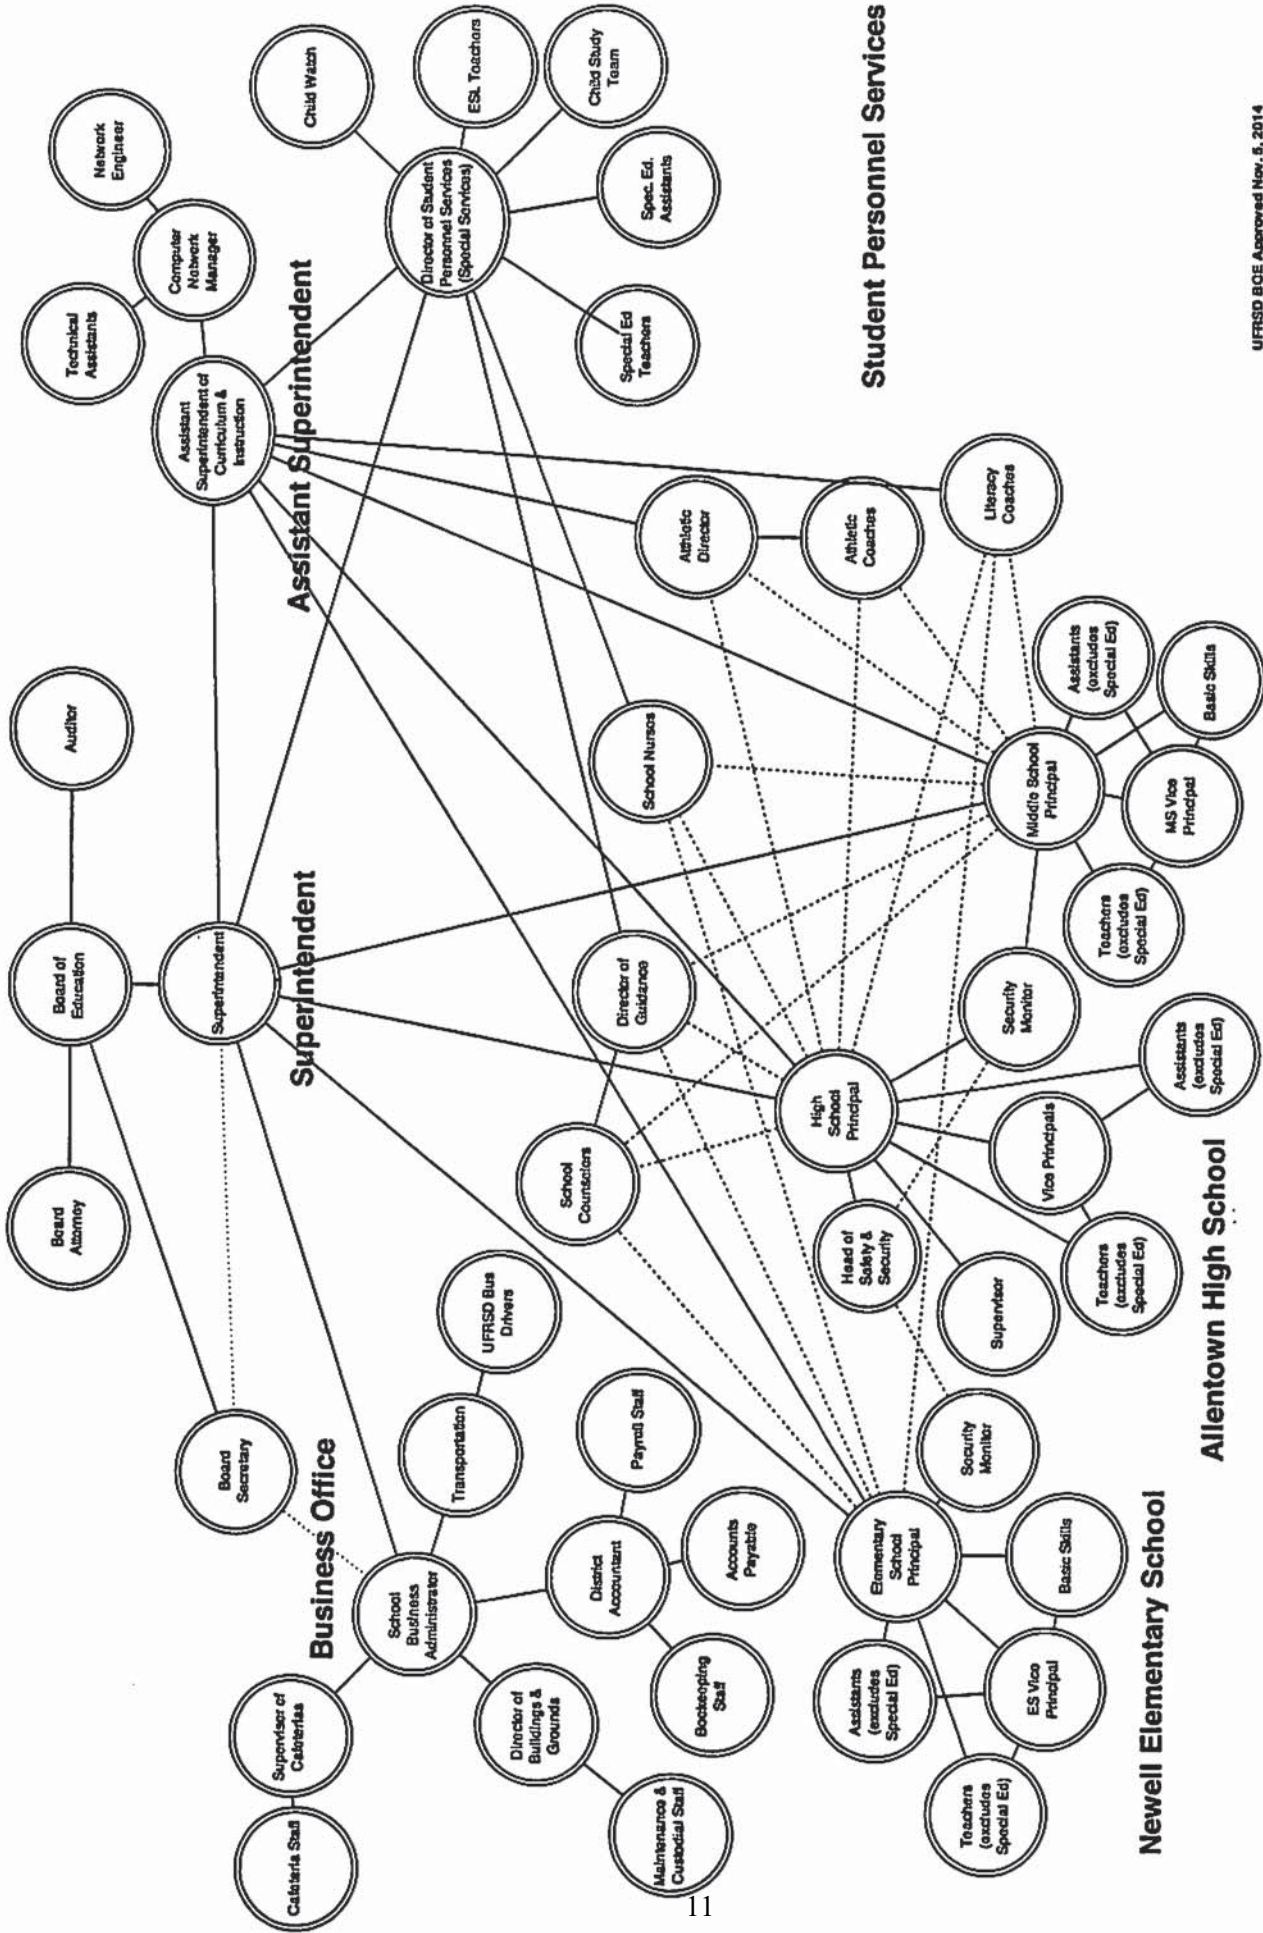 Board
Attorney
Board of
Education
Auditor
Board
Secretary
Superintendent
Superintendent
Assistant
Superintendent of
Curriculum &
Instruction
Assistant Superintendent
Technical
Assistants
Computer
Network
Manager
Network
Engineer
Director of Student
Personnel Services
(Special Services)
Child Watch
ESL Teachers
Child Study
Team
Spec. Ed.
Assistants
Special Ed
Teachers
Student Personnel Services
Business Office
School
Business
Administrator
Supervisor of
Cafeterias
Cafeteria Staff
Director of
Buildings &
Grounds
Maintenance &
Custodial Staff
Transportation
UFRSD Bus
Drivers
District
Accountant
Payroll Staff
Accounts
Payable
Bookeeping
Staff
School
Counselors
Director of
Guidance
School Nurses
Athletic
Director
Athletic
Coaches
Literacy
Coaches
Elementary
School
Principal
Assistants
(excludes
Special Ed)
Teachers
(excludes
Special Ed)
ES Vice
Principal
Basic Skills
Security
Monitor
Newell Elementary School
High
School
Principal
Head of
Safety &
Security
Supervisor
Teachers
(excludes
Special Ed)
Vice Principals
Assistants
(excludes
Special Ed)
Security
Monitor
Allentown High School
Middle School
Principal
Teachers
(excludes
Special Ed)
MS Vice
Principal
Basic Skills
Assistants
(excludes
Special Ed)
UFRSD BOE Approved Nov. 5, 2014
11